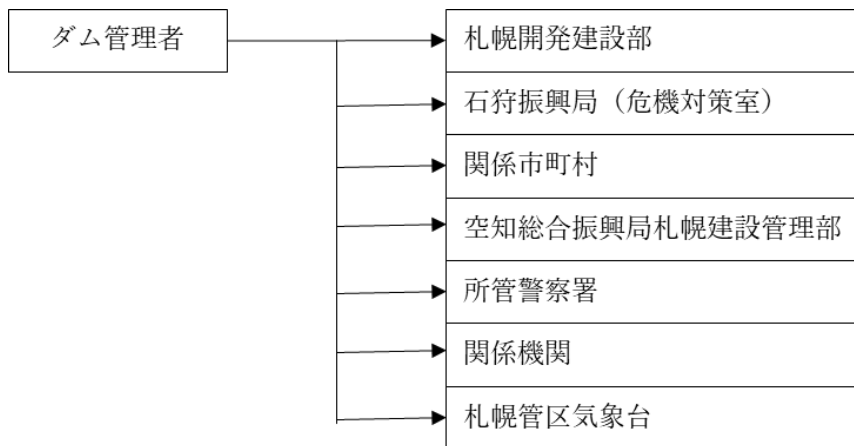 ダム管理者
札幌開発建設部
石狩振興局（危機対策室）
関係市町村
空知総合振興局札幌建設管理部
所管警察署
関係機関
札幌管区気象台